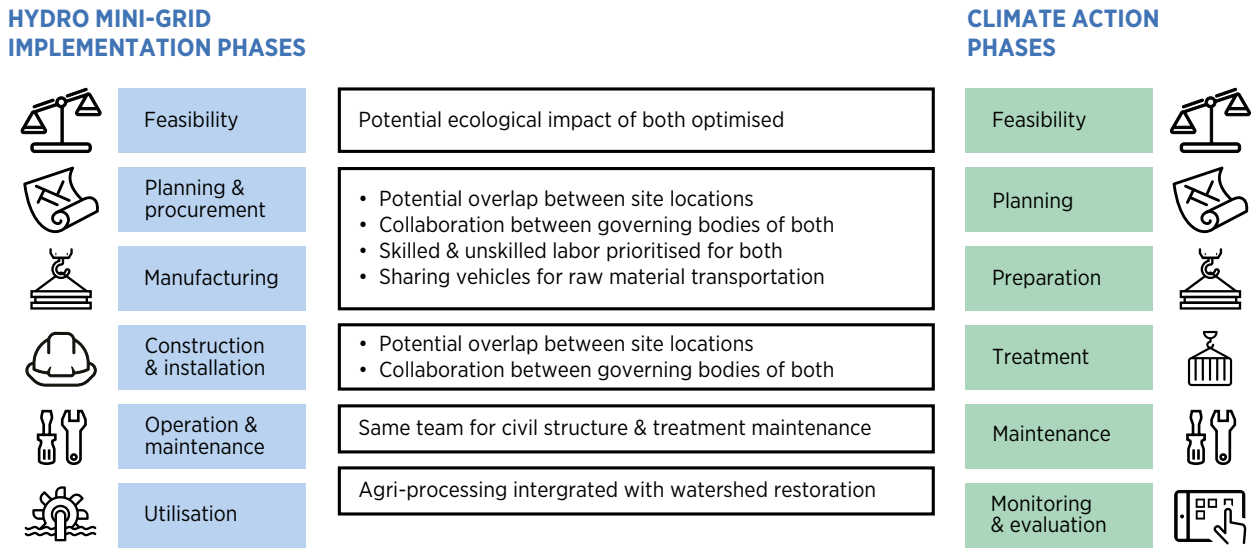 HYDRO MINI-GRID
IMPLEMENTATION PHASES
CLIMATE ACTION
PHASES
Feasibility
Potential ecological impact of both optimised
Feasibility
Planning &
procurement
• Potential overlap between site locations
• Collaboration between governing bodies of both
• Skilled & unskilled labor prioritised for both
• Sharing vehicles for raw material transportation
Planning
Manufacturing
Preparation
Construction
& installation
• Potential overlap between site locations
• Collaboration between governing bodies of both
Treatment
Operation &
maintenance
Same team for civil structure & treatment maintenance
Maintenance
Utilisation
Agri-processing intergrated with watershed restoration
Monitoring
& evaluation